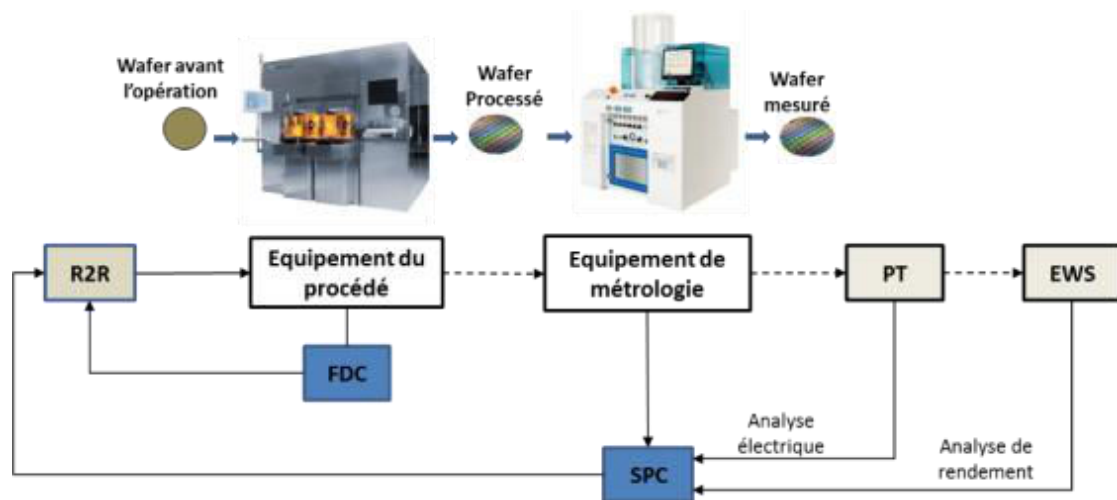 Wafer avant
l'opération
Wafer
Processé
Wafer
mesuré
R2R
Equipement du
procédé
Equipement de
métrologie
PT
EWS
FDC
Analyse
électrique
Analyse de
rendement
SPC